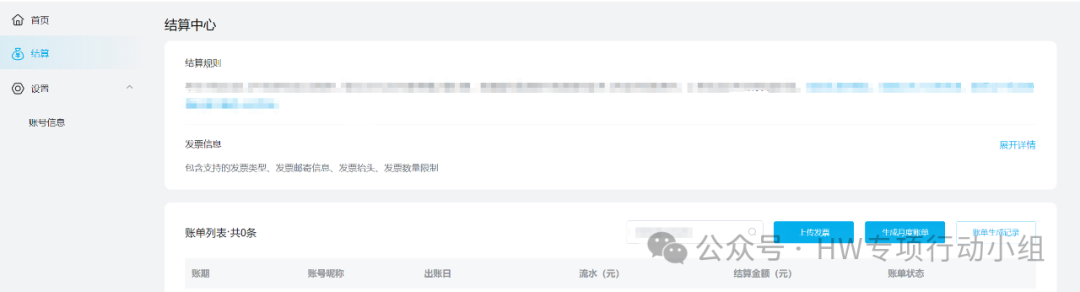 首页
结算中心
结算
结算规则
设置
账号信息
发票信息
展开详情
包含支持的发票类型、发票邮寄信息、发票抬头、发票数量限制
账单列表·共0条
上传发票
生成月度账单
账单生成记录
公众号 · HW专项行动小组
账期 账号昵称 出账日 流水（元） 结算金额（元） 账单状态